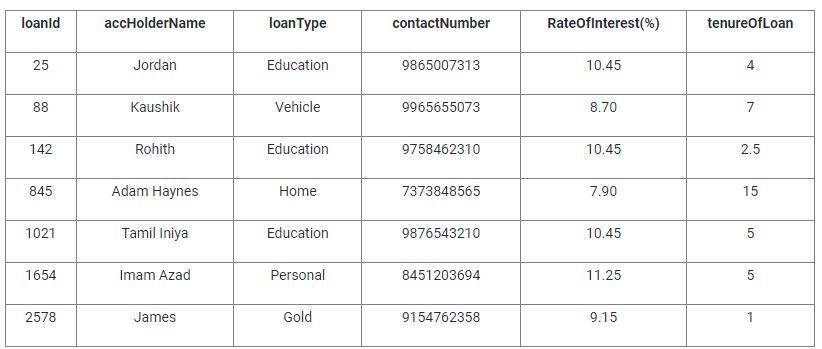 loanId accHolderName loanType contactNumber RateOfInterest(%) tenureOfLoan
25 Jordan Education 9865007313 10.45 4
88 Kaushik Vehicle 9965655073 8.70 7
142 Rohith Education 9758462310 10.45 2.5
845 Adam Haynes Home 7373848565 7.90 15
1021 Tamil Iniya Education 9876543210 10.45 5
1654 Imam Azad Personal 8451203694 11.25 5
2578 James Gold 9154762358 9.15 1